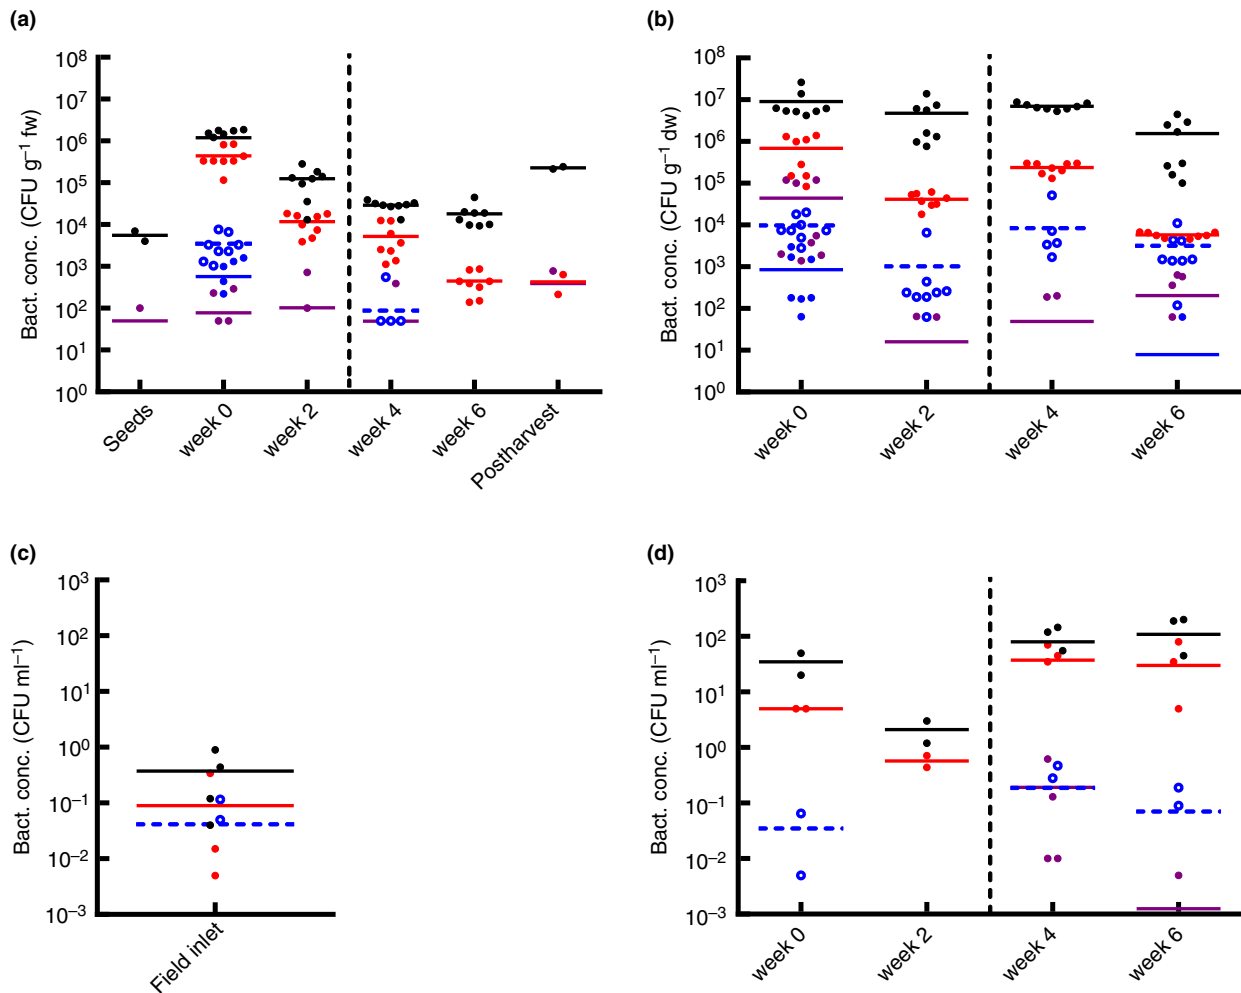 (a)
Bact. conc. (CFU g⁻¹ fw)
10⁸
10⁷
10⁶
10⁵
10⁴
10³
10²
10¹
10⁰
Seeds
week 0
week 2
week 4
week 6
Postharvest
(b)
Bact. conc. (CFU g⁻¹ dw)
10⁸
10⁷
10⁶
10⁵
10⁴
10³
10²
10¹
10⁰
week 0
week 2
week 4
week 6
(c)
Bact. conc. (CFU ml⁻¹)
10³
10²
10¹
10⁰
10⁻¹
10⁻²
10⁻³
Field inlet
(d)
Bact. conc. (CFU ml⁻¹)
10³
10²
10¹
10⁰
10⁻¹
10⁻²
10⁻³
week 0
week 2
week 4
week 6